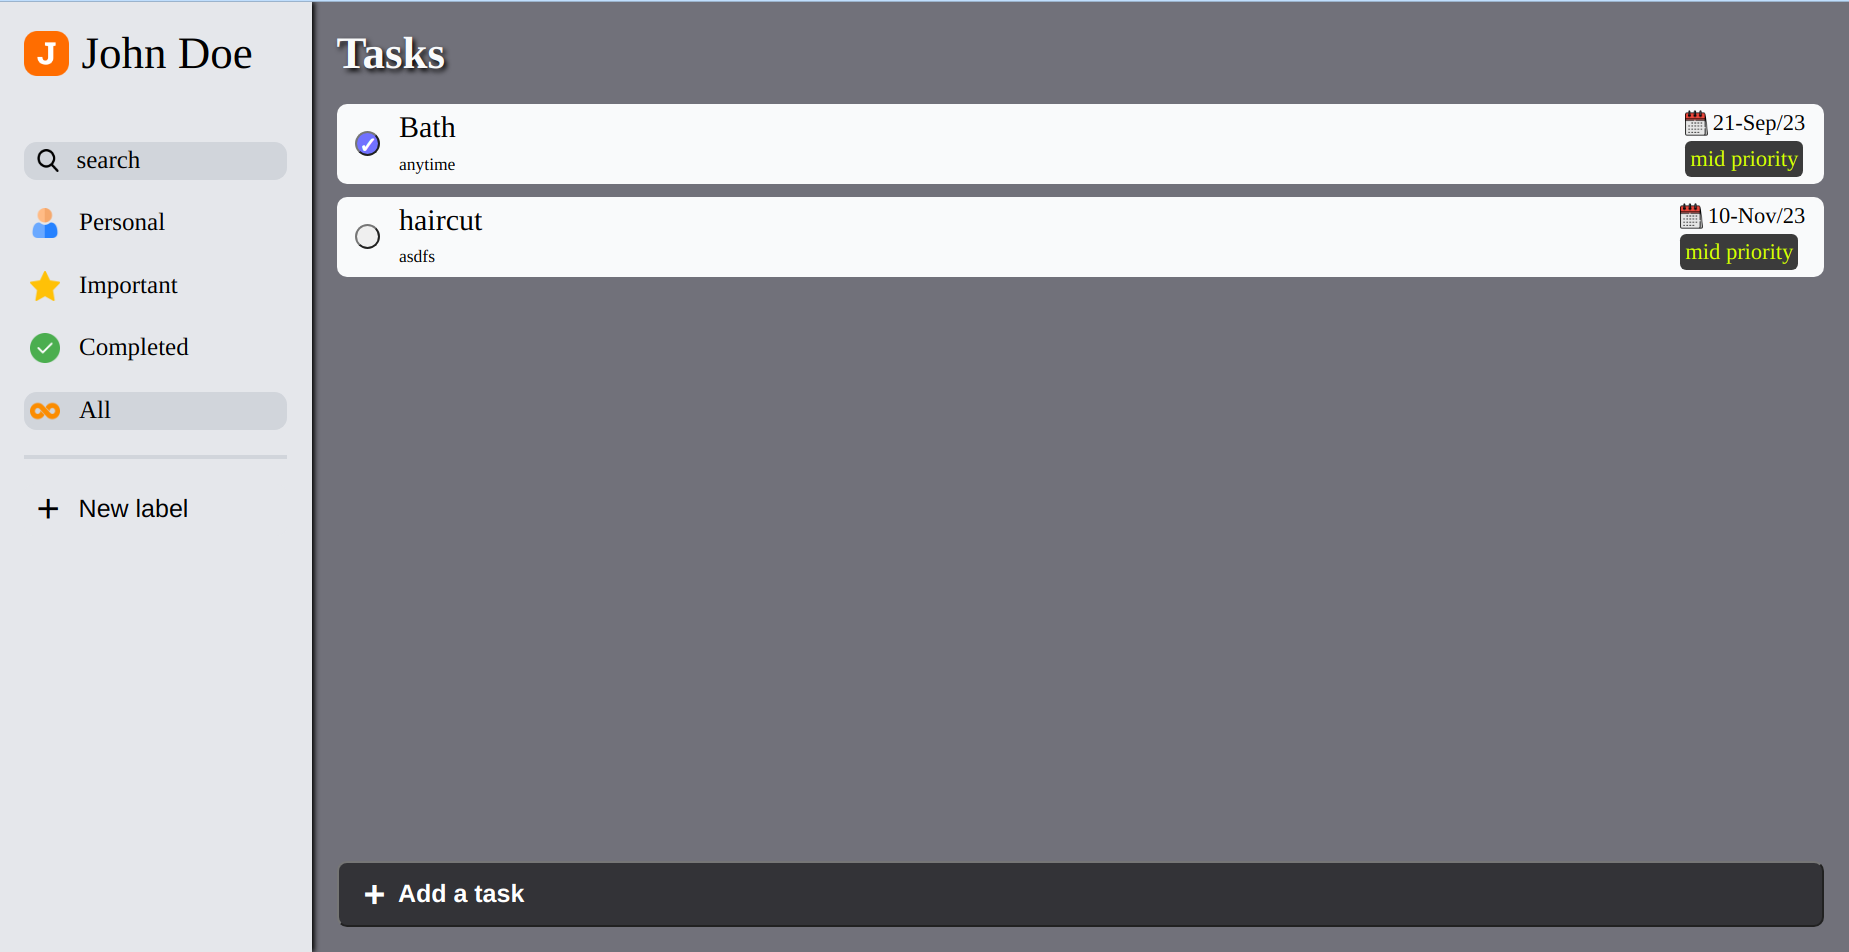 J John Doe
search
Personal
Important
Completed
All
New label
Tasks
Bath
anytime
21-Sep/23
mid priority
haircut
asdfs
10-Nov/23
mid priority
Add a task